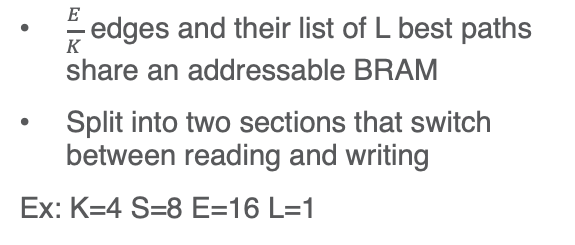 • E/K edges and their list of L best paths
share an addressable BRAM
• Split into two sections that switch
between reading and writing
Ex: K=4 S=8 E=16 L=1